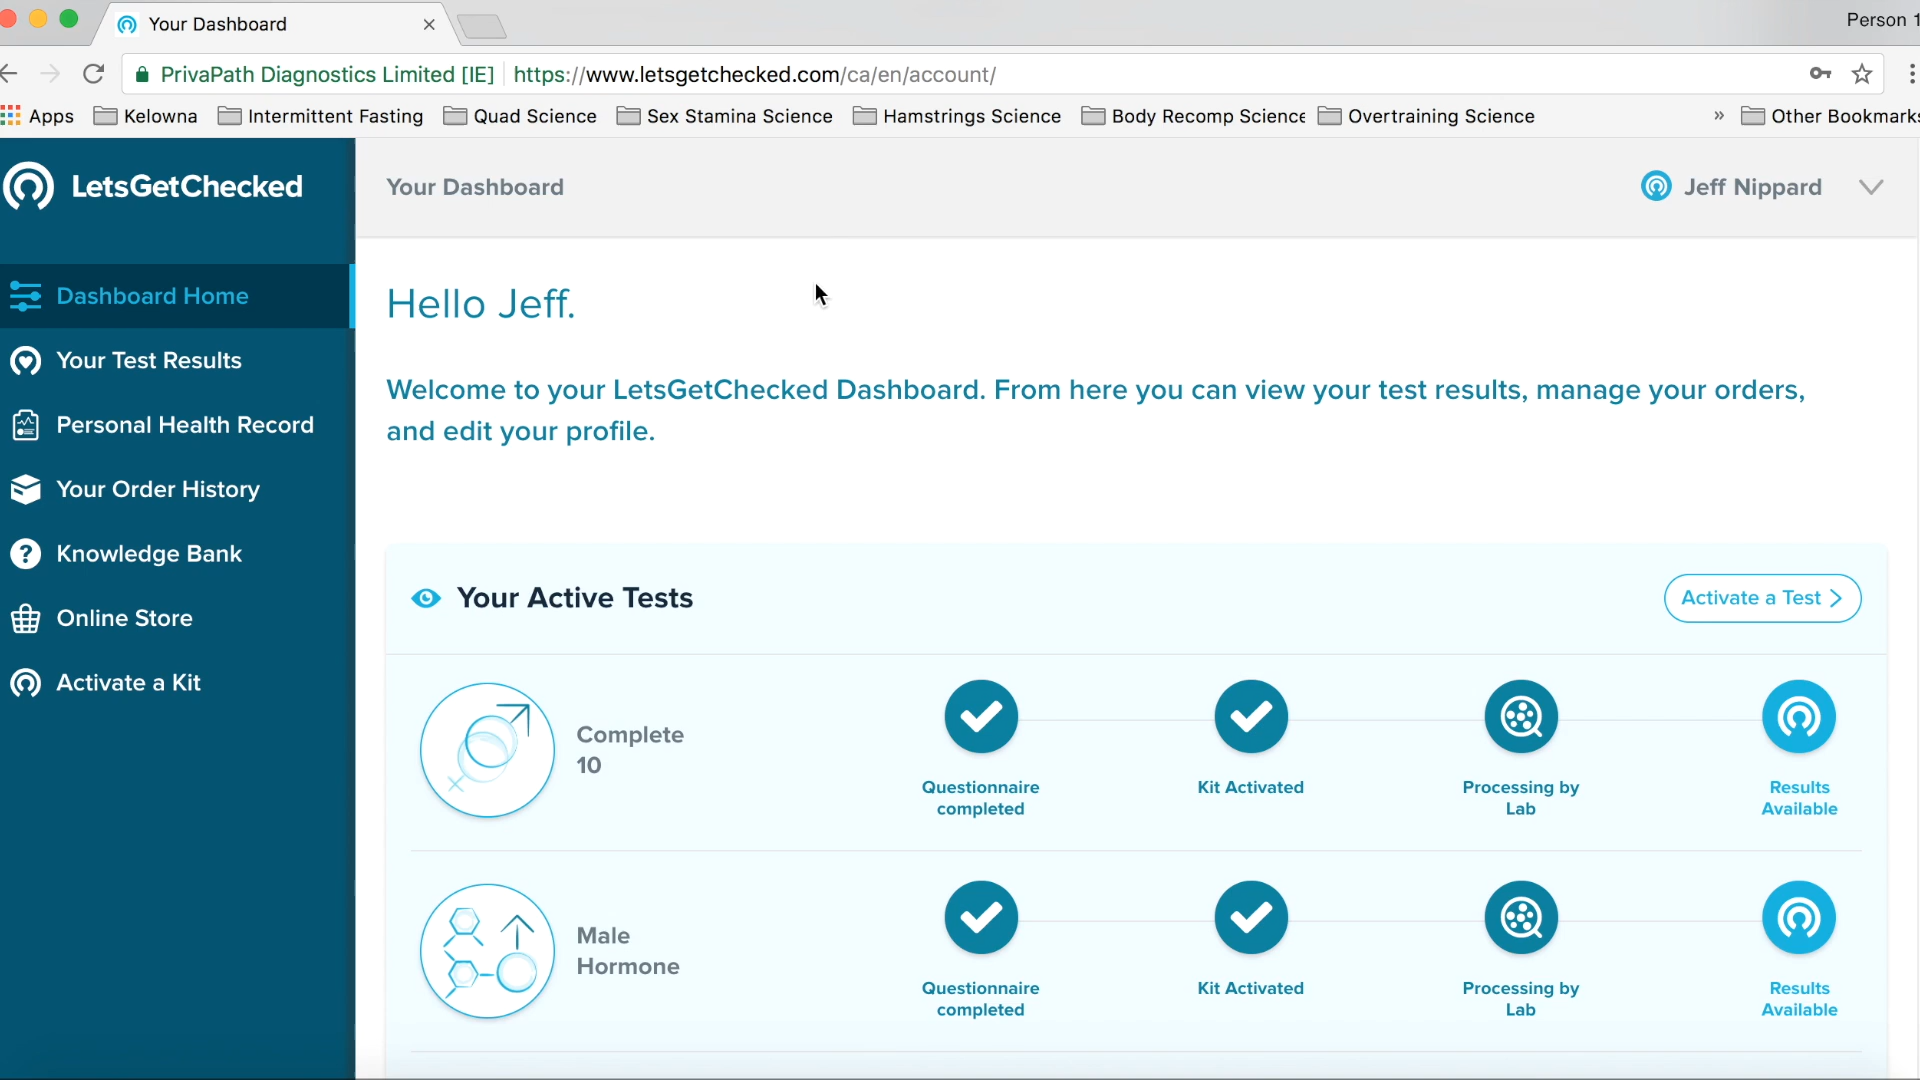 Your Dashboard
Person 1
PrivaPath Diagnostics Limited [IE] https://www.letsgetchecked.com/ca/en/account/
Apps Kelowna Intermittent Fasting Quad Science Sex Stamina Science Hamstrings Science Body Recomp Science Overtraining Science » Other Bookmarks
LetsGetChecked
Your Dashboard
Jeff Nippard
Dashboard Home
Your Test Results
Personal Health Record
Your Order History
Knowledge Bank
Online Store
Activate a Kit
Hello Jeff.
Welcome to your LetsGetChecked Dashboard. From here you can view your test results, manage your orders,
and edit your profile.
Your Active Tests
Activate a Test >
Complete
10
Questionnaire
completed
Kit Activated
Processing by
Lab
Results
Available
Male
Hormone
Questionnaire
completed
Kit Activated
Processing by
Lab
Results
Available